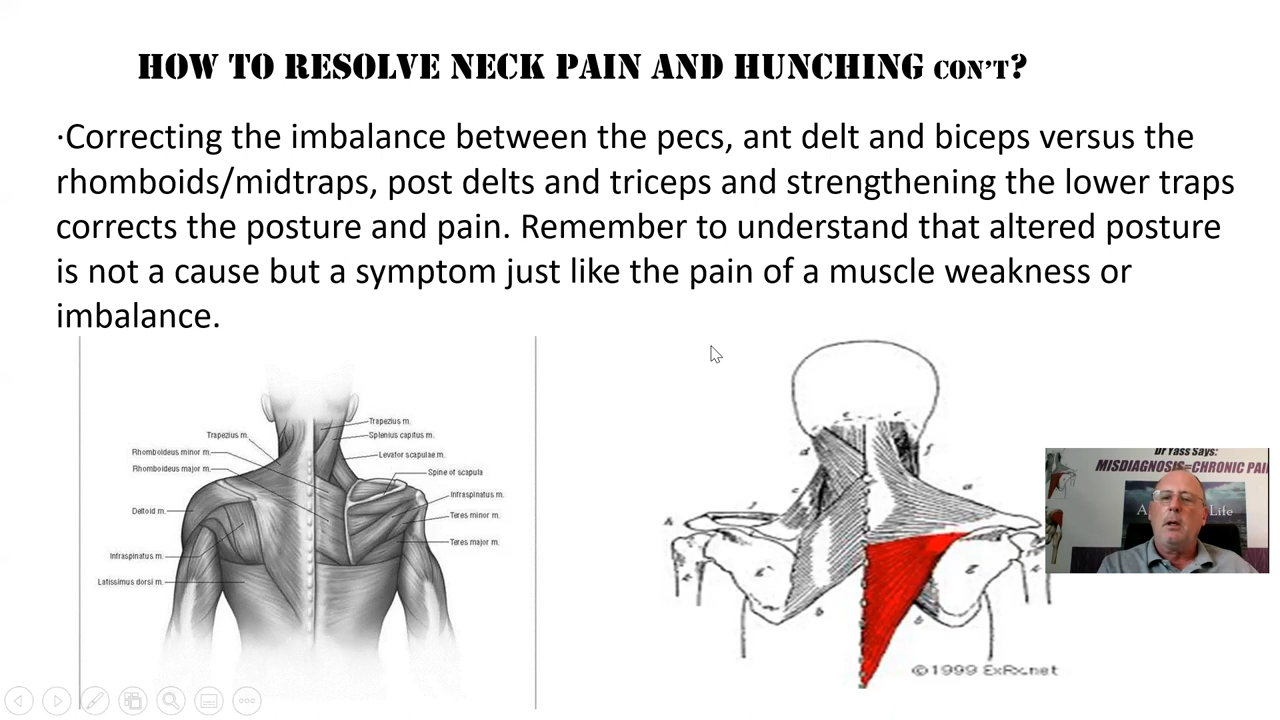 HOW TO RESOLVE NECK PAIN AND HUNCHING CON'T?
·Correcting the imbalance between the pecs, ant delt and biceps versus the
rhomboids/midtraps, post delts and triceps and strengthening the lower traps
corrects the posture and pain. Remember to understand that altered posture
is not a cause but a symptom just like the pain of a muscle weakness or
imbalance.
Trapezius m.
Splenius capitus m.
Trapezius m.
Rhomboideus minor m.
Levator scapulae m.
Rhomboideus major m.
Spine of scapula
Infraspinatus m.
Deltoid m.
Teres minor m.
Teres major m.
Infraspinatus m.
Latissimus dorsi m.
©1999 ExRx.net
Dr Yass Says:
MISDIAGNOSIS=CHRONIC PAI
Life